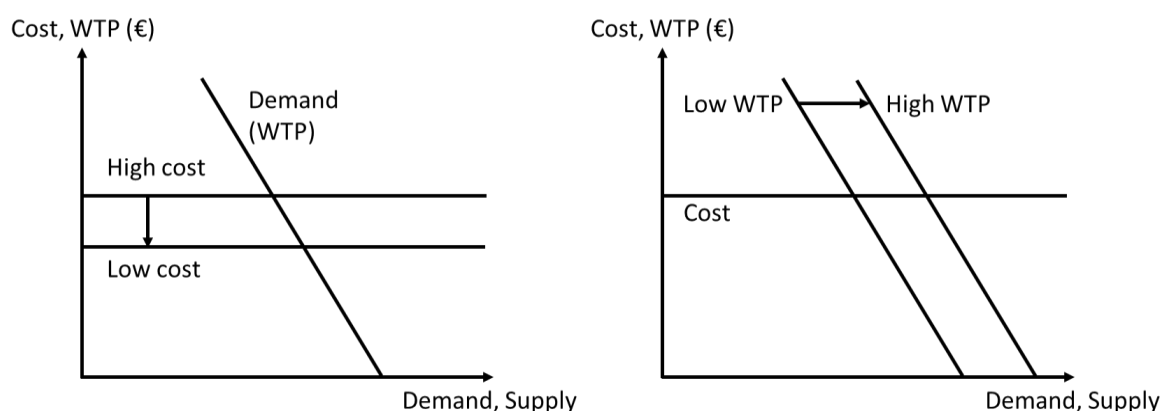 Cost, WTP (€)
Demand
(WTP)
High cost
Low cost
Demand, Supply
Cost, WTP (€)
Low WTP
High WTP
Cost
Demand, Supply